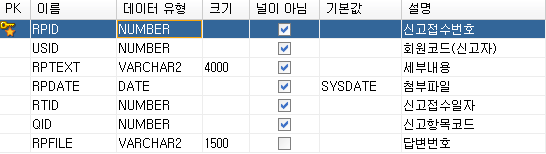 PK 이름 데이터 유형 크기 널이 아님 기본값 설명
RPID NUMBER 신고접수번호
USID NUMBER 회원코드(신고자)
RPTEXT VARCHAR2 4000 세부내용
RPDATE DATE SYSDATE 첨부파일
RTID NUMBER 신고접수일자
QID NUMBER 신고항목코드
RPFILE VARCHAR2 1500 답변번호